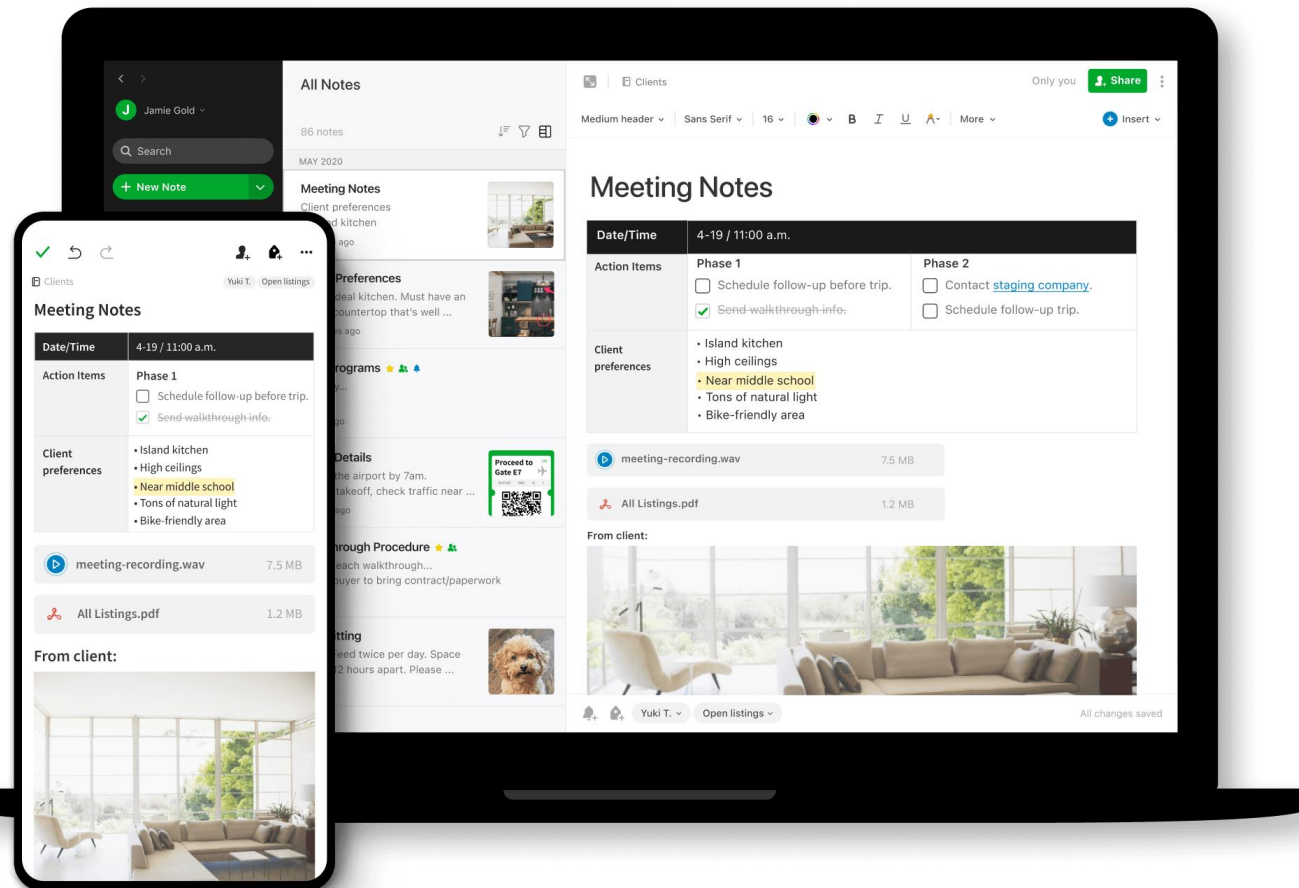 J Jamie Gold
Search
+ New Note
All Notes
86 notes
MAY 2020
Meeting Notes
Client preferences
kitchen
ago
Preferences
deal kitchen. Must have an
countertop that's well ...
ago
rograms
ago
Details
the airport by 7am.
takeoff, check traffic near ...
ago
Proceed to
Gate E7
rough Procedure
each walkthrough...
buyer to bring contract/paperwork
tting
eed twice per day. Space
2 hours apart. Please ...
Clients
Only you
Share
Medium header
Sans Serif
16
B I U A
More
Insert
Meeting Notes
Date/Time 4-19 / 11:00 a.m.
Action Items
Phase 1
Schedule follow-up before trip.
Send walkthrough info.
Phase 2
Contact staging company.
Schedule follow-up trip.
Client
preferences
• Island kitchen
• High ceilings
• Near middle school
• Tons of natural light
• Bike-friendly area
meeting-recording.wav 7.5 MB
All Listings.pdf 1.2 MB
From client:
Yuki T. Open listings
All changes saved
Clients
Yuki T. Open listings
Meeting Notes
Date/Time 4-19 / 11:00 a.m.
Action Items
Phase 1
Schedule follow-up before trip.
Send walkthrough info.
Client
preferences
• Island kitchen
• High ceilings
• Near middle school
• Tons of natural light
• Bike-friendly area
meeting-recording.wav 7.5 MB
All Listings.pdf 1.2 MB
From client: